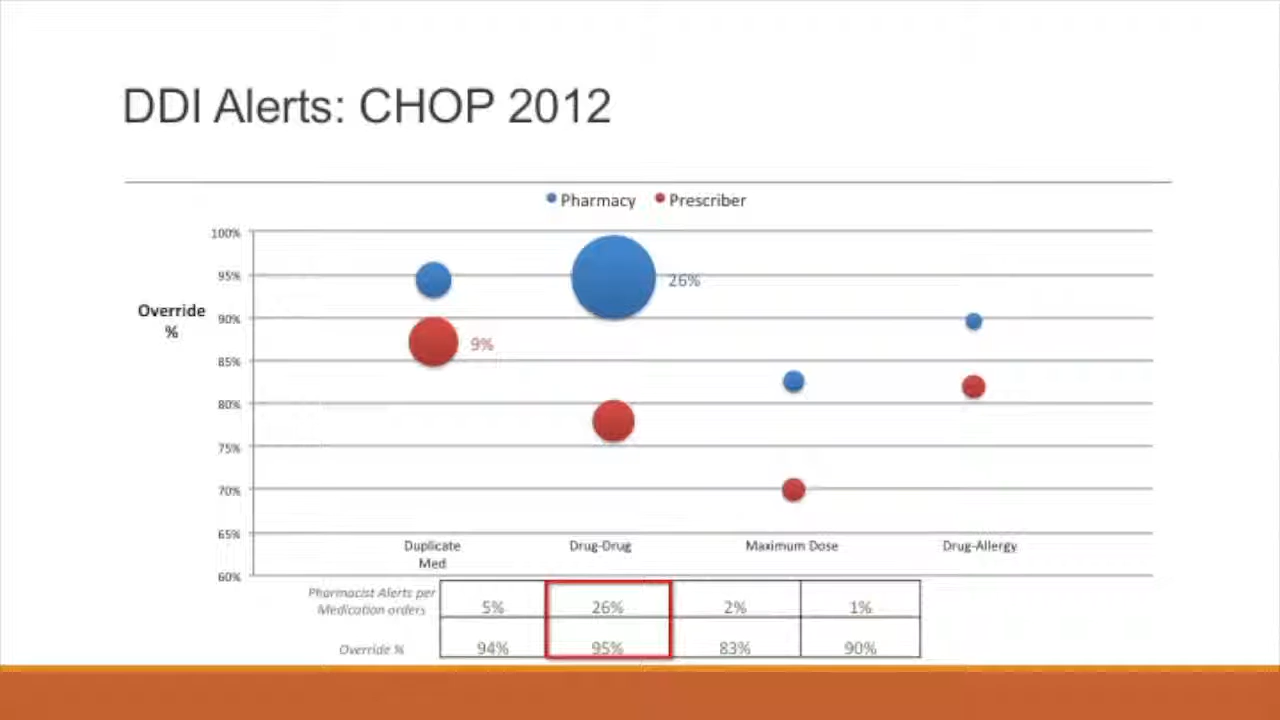 DDI Alerts: CHOP 2012
Pharmacy Prescriber
100%
95%
90%
85%
80%
75%
70%
65%
60%
Override
%
26%
9%
Duplicate
Med
Drug-Drug
Maximum Dose
Drug-Allergy
Pharmacist Alerts per
Medication orders
5% 26% 2% 1%
Override % 94% 95% 83% 90%